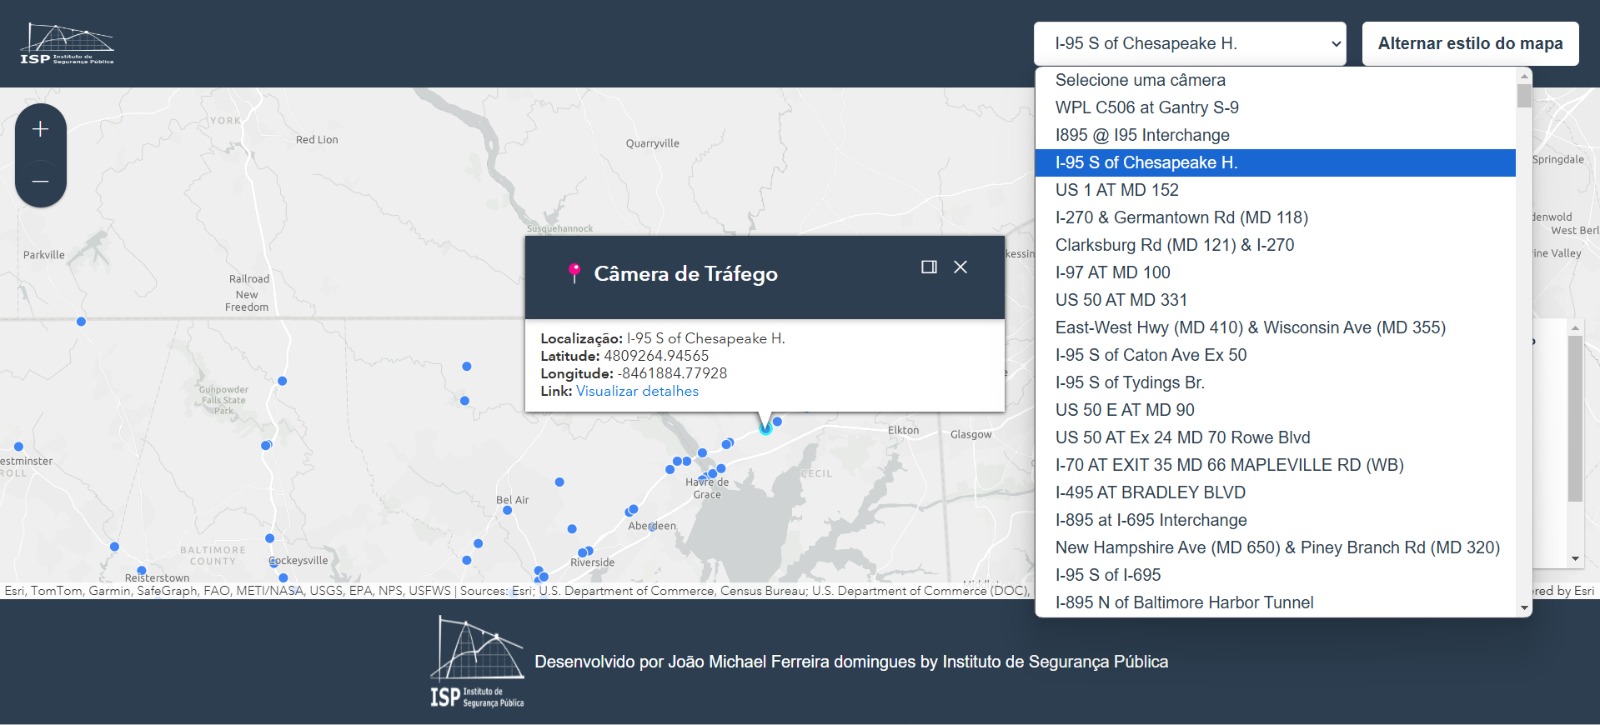 ISP Instituto de
Segurança Pública
I-95 S of Chesapeake H.
Alternar estilo do mapa
Selecione uma câmera
WPL C506 at Gantry S-9
I895 @ I95 Interchange
I-95 S of Chesapeake H.
US 1 AT MD 152
I-270 & Germantown Rd (MD 118)
Clarksburg Rd (MD 121) & I-270
I-97 AT MD 100
US 50 AT MD 331
East-West Hwy (MD 410) & Wisconsin Ave (MD 355)
I-95 S of Caton Ave Ex 50
I-95 S of Tydings Br.
US 50 E AT MD 90
US 50 AT Ex 24 MD 70 Rowe Blvd
I-70 AT EXIT 35 MD 66 MAPLEVILLE RD (WB)
I-495 AT BRADLEY BLVD
I-895 at I-695 Interchange
New Hampshire Ave (MD 650) & Piney Branch Rd (MD 320)
I-95 S of I-695
I-895 N of Baltimore Harbor Tunnel
+
−
YORK
Red Lion
Quarryville
Springdale
Susquehannock
Parkville
Railroad
New
Freedom
West Berl
ine Valley
Câmera de Tráfego
Localização: I-95 S of Chesapeake H.
Latitude: 4809264.94565
Longitude: -8461884.77928
Link: Visualizar detalhes
Gunpowder
Falls State
Park
Elkton
Glasgow
estminster
ROLL
CECIL
Havre de
Grace
Bel Air
Aberdeen
BALTIMORE
COUNTY
Cockeysville
Riverside
Reisterstown
Esri, TomTom, Garmin, SafeGraph, FAO, METI/NASA, USGS, EPA, NPS, USFWS | Sources: Esri; U.S. Department of Commerce, Census Bureau; U.S. Department of Commerce (DOC),
ered by Esri
ISP Instituto de
Segurança Pública
Desenvolvido por João Michael Ferreira domingues by Instituto de Segurança Pública